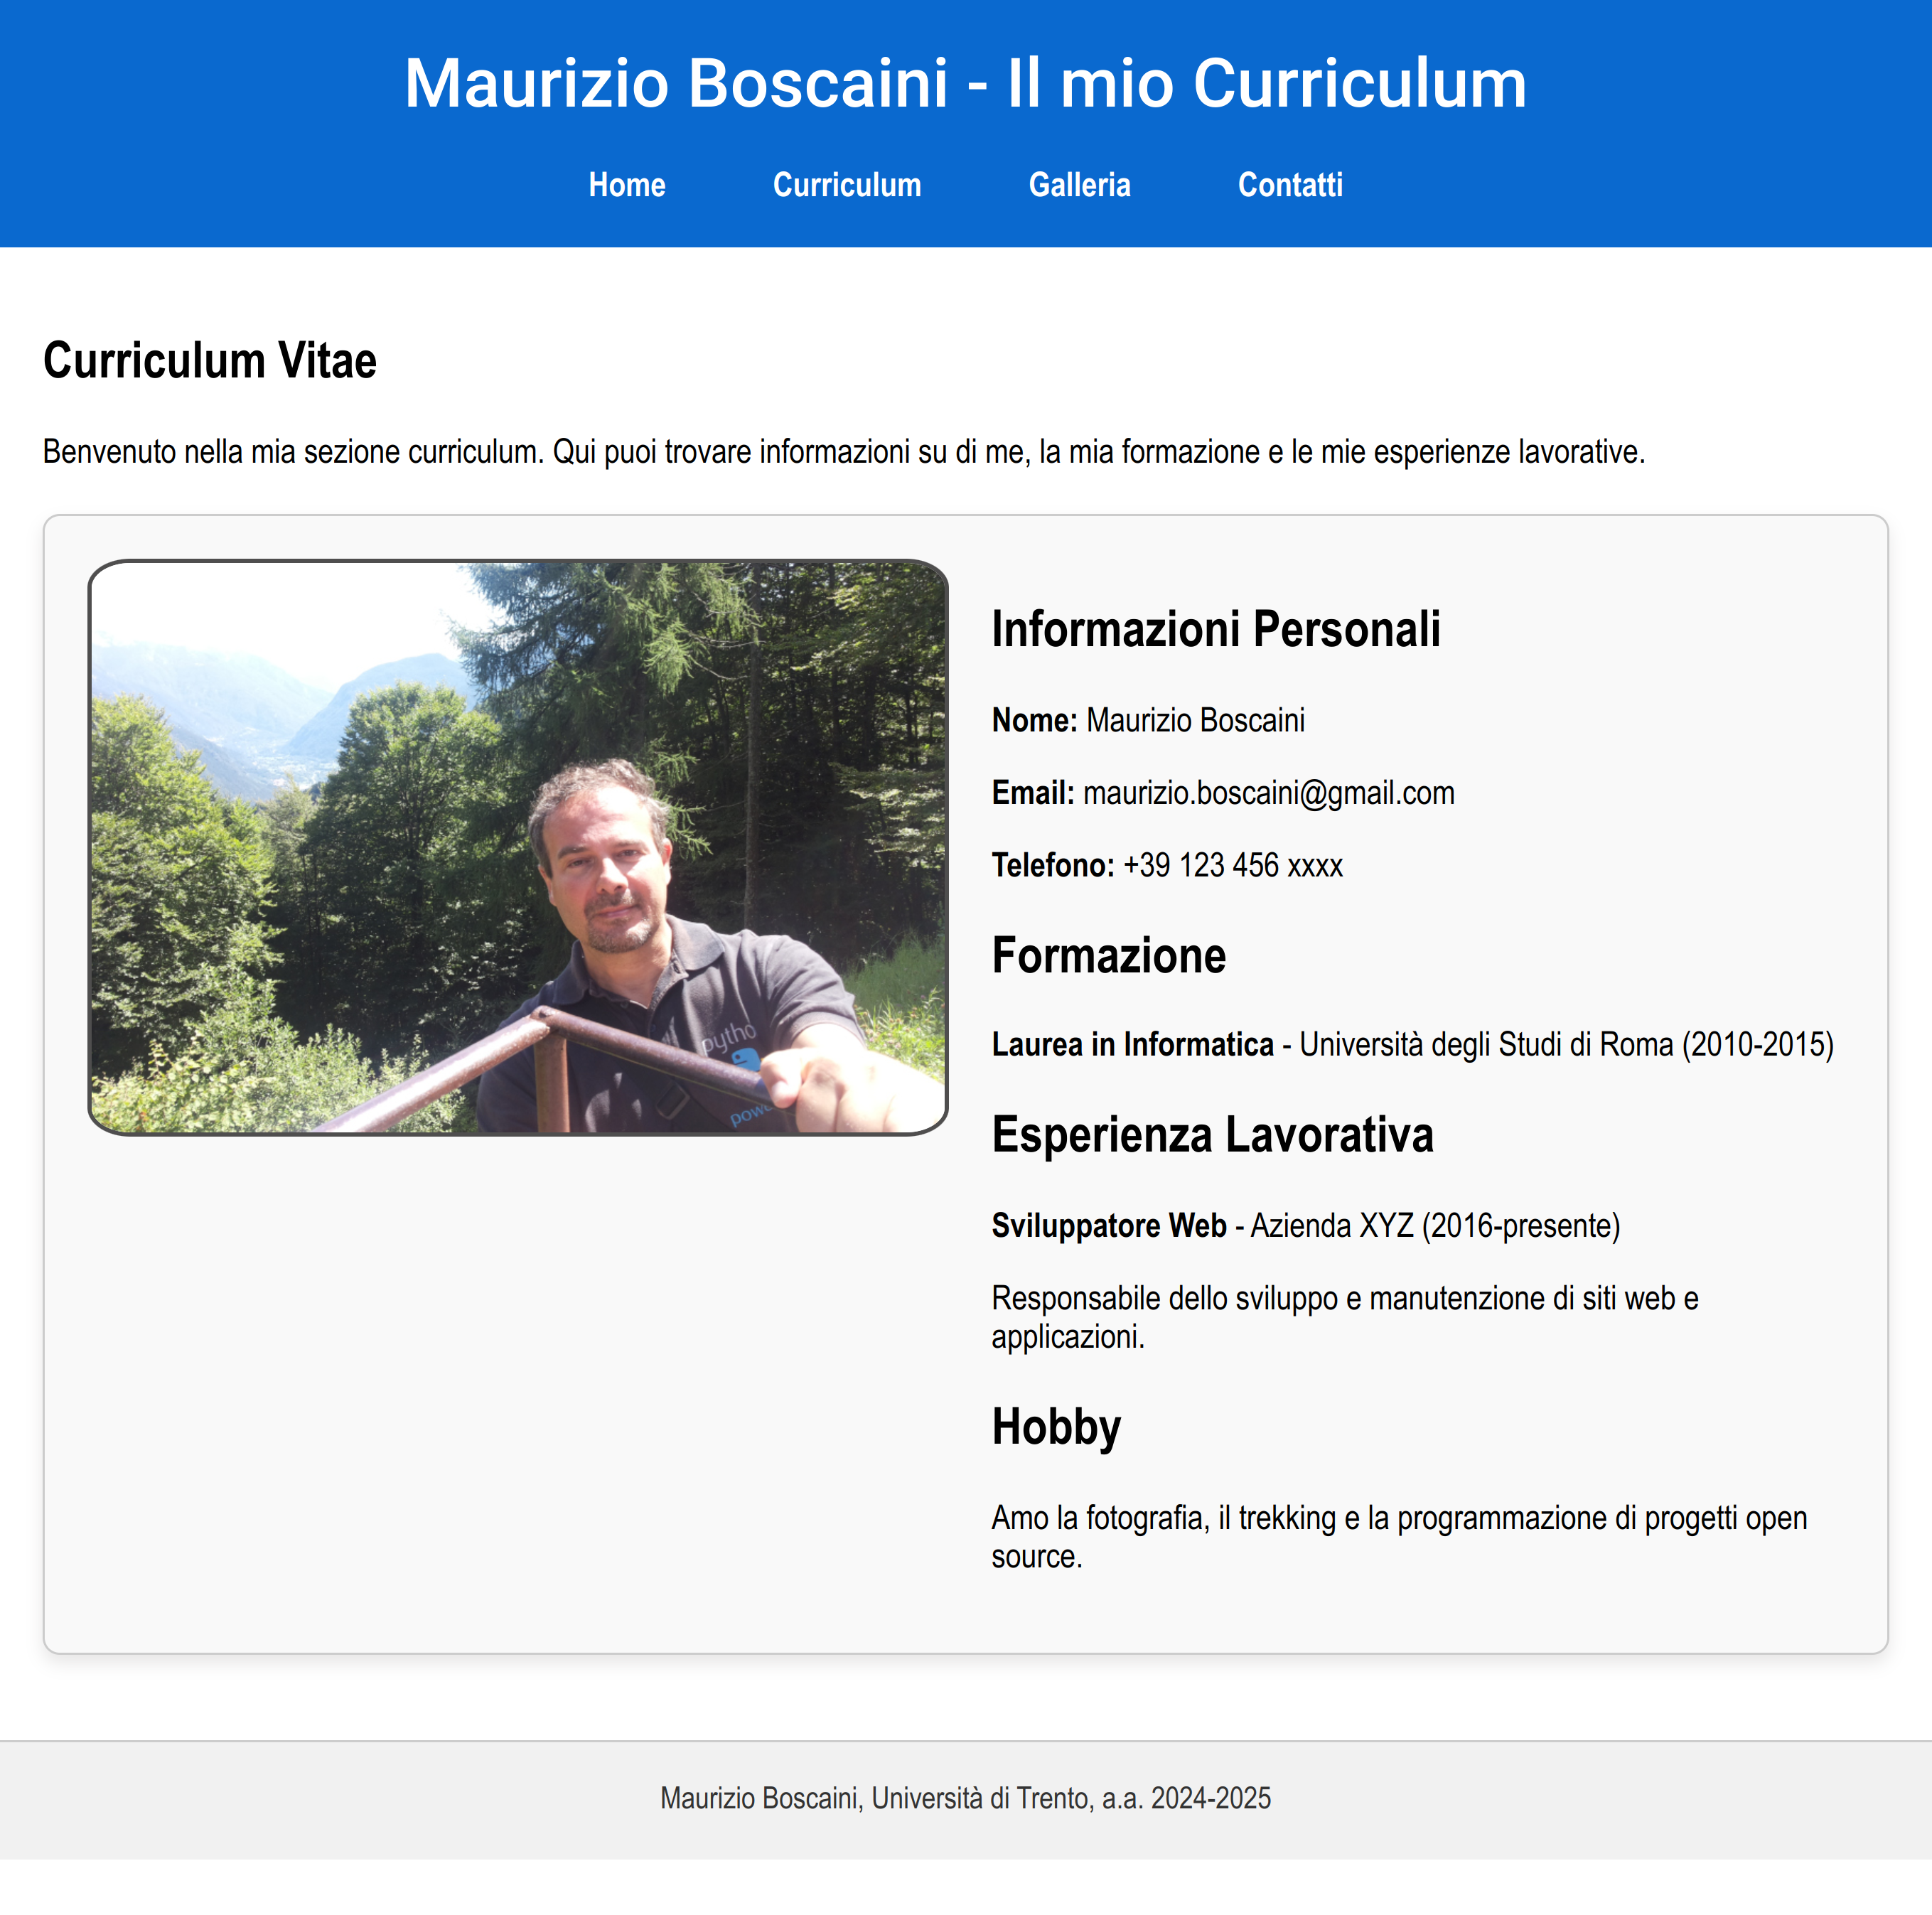 Maurizio Boscaini - Il mio Curriculum
Home Curriculum Galleria Contatti
Curriculum Vitae
Benvenuto nella mia sezione curriculum. Qui puoi trovare informazioni su di me, la mia formazione e le mie esperienze lavorative.
pytho
powe
Informazioni Personali
Nome: Maurizio Boscaini
Email: maurizio.boscaini@gmail.com
Telefono: +39 123 456 xxxx
Formazione
Laurea in Informatica - Università degli Studi di Roma (2010-2015)
Esperienza Lavorativa
Sviluppatore Web - Azienda XYZ (2016-presente)
Responsabile dello sviluppo e manutenzione di siti web e
applicazioni.
Hobby
Amo la fotografia, il trekking e la programmazione di progetti open
source.
Maurizio Boscaini, Università di Trento, a.a. 2024-2025